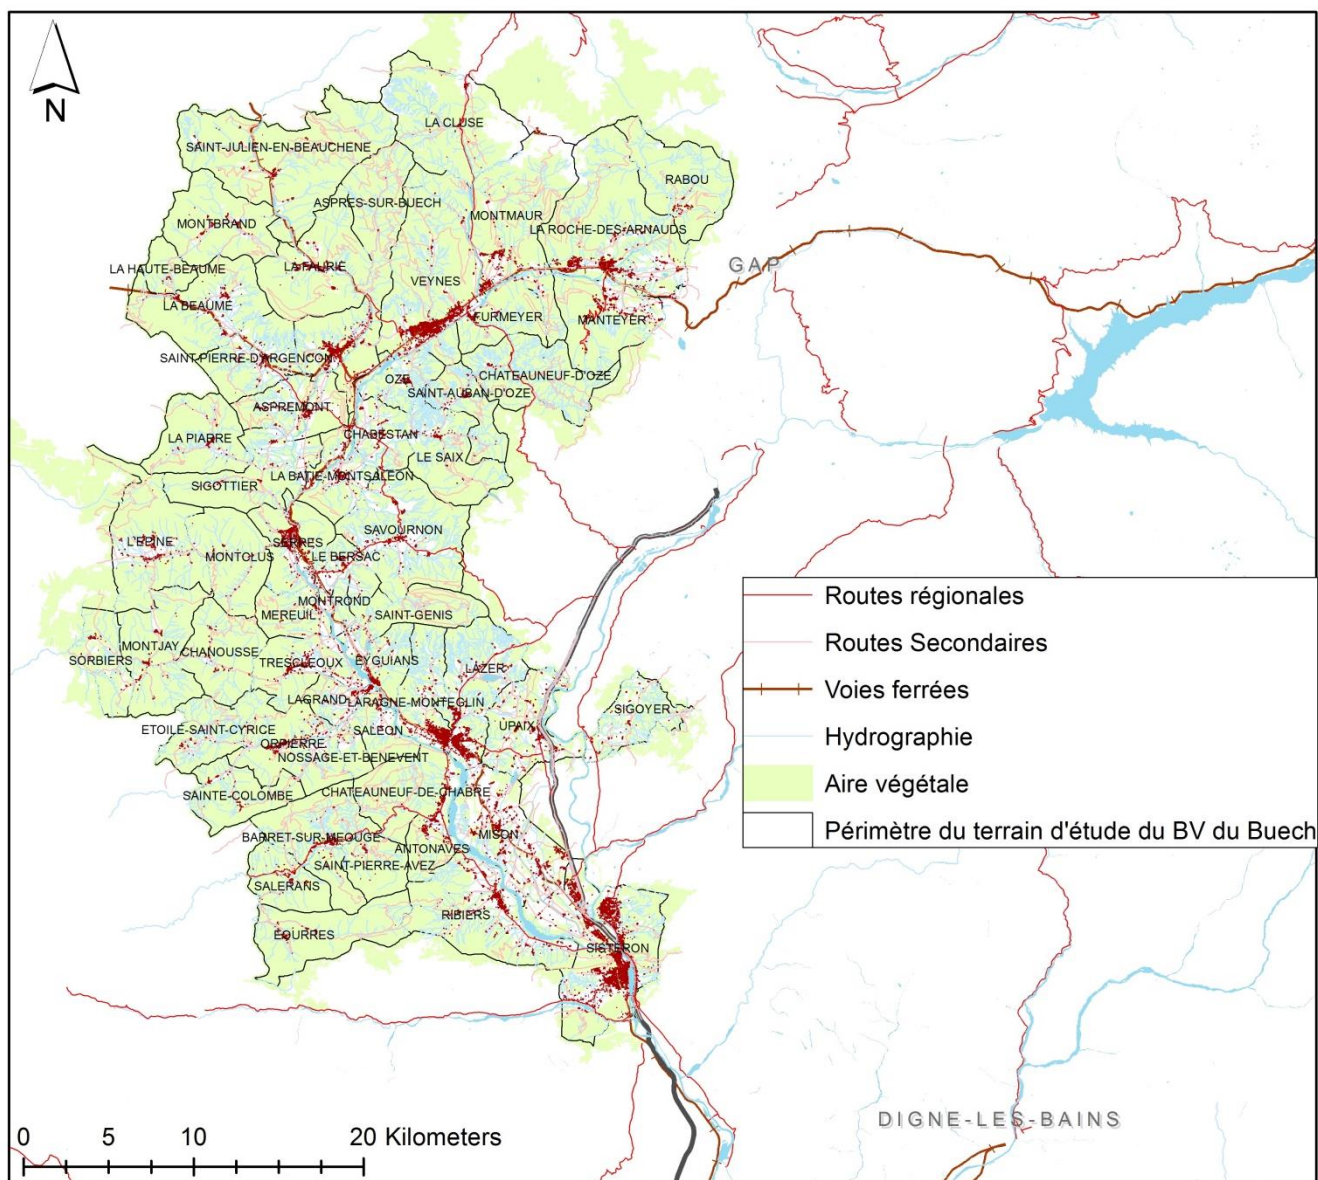 N
LA CLUSE
SAINT-JULIEN-EN-BEAUCHENE
RABOU
ASPRES-SUR-BUECH
MONTMAUR
MONTBRAND
LA ROCHE-DES-ARNAUDS
GAP
LA FAURIE
LA HAUTE-BEAUME
VEYNES
LA BEAUME
FURMEYER
MANTEYER
SAINT-PIERRE-D'ARGENCON
OZE
CHATEAUNEUF-D'OZE
SAINT-AUBAN-D'OZE
ASPREMONT
CHABESTAN
LA PIARRE
LE SAIX
LA BATIE-MONTSALEON
SIGOTTIER
SAVOURNON
L'EPINE
SERRES
MONTCLUS
LE BERSAC
Routes régionales
MONTROND
MEREUIL
SAINT-GENIS
Routes Secondaires
MONTJAY
CHANOUSSE
SORBIERS
TRESCLEOUX
EYGUIANS
LAZER
Voies ferrées
LAGRAND
LARAGNE-MONTEGLIN
SIGOYER
ETOILE-SAINT-CYRICE
SALEON
UPAIX
Hydrographie
ORPIERRE
NOSSAGE-ET-BENEVENT
Aire végétale
SAINTE-COLOMBE
CHATEAUNEUF-DE-CHABRE
Périmètre du terrain d'étude du BV du Buech
BARRET-SUR-MEOUGE
MISON
ANTONAVES
SAINT-PIERRE-AVEZ
SALERANS
RIBIERS
EOURRES
SISTERON
DIGNE-LES-BAINS
0 5 10 20 Kilometers